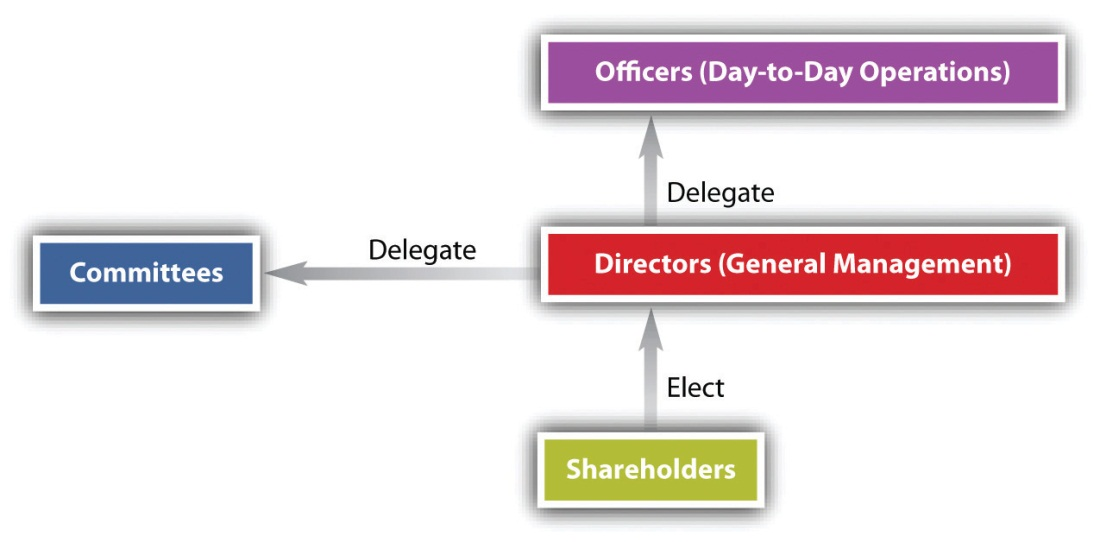 Officers (Day-to-Day Operations)
Delegate
Delegate
Committees
Directors (General Management)
Elect
Shareholders